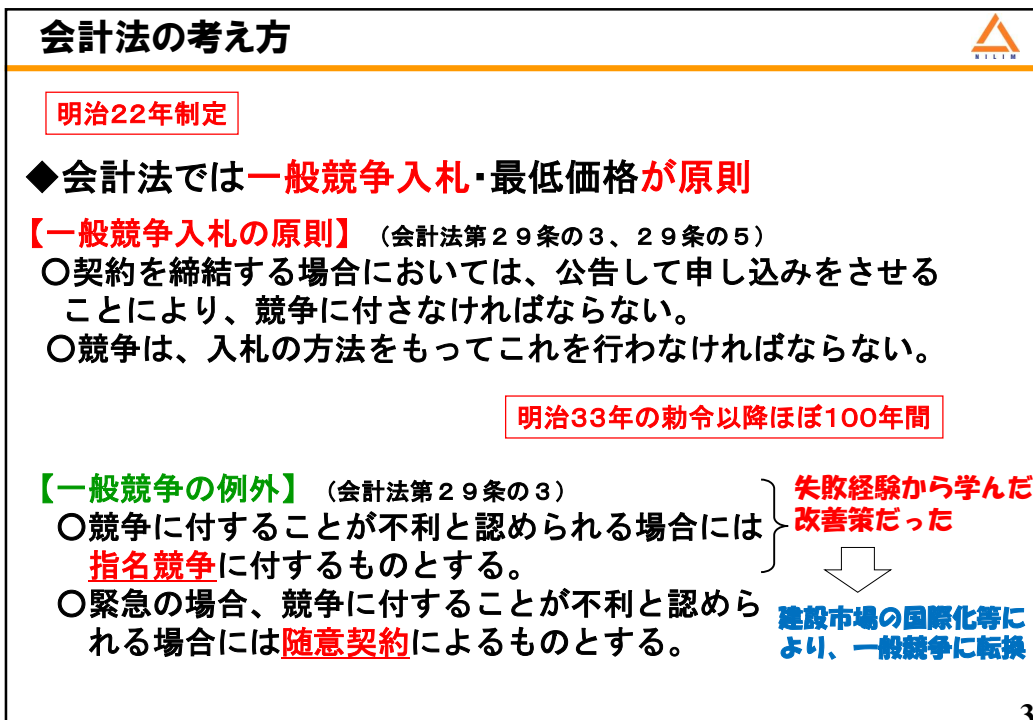 会計法の考え方
NILIM
明治22年制定
◆会計法では一般競争入札・最低価格が原則
【一般競争入札の原則】（会計法第２９条の３、２９条の５）
〇契約を締結する場合においては、公告して申し込みをさせる
ことにより、競争に付さなければならない。
〇競争は、入札の方法をもってこれを行わなければならない。
明治33年の勅令以降ほぼ100年間
【一般競争の例外】（会計法第２９条の３）
〇競争に付することが不利と認められる場合には
指名競争に付するものとする。
〇緊急の場合、競争に付することが不利と認めら
れる場合には随意契約によるものとする。
失敗経験から学んだ
改善策だった
建設市場の国際化等に
より、一般競争に転換
3